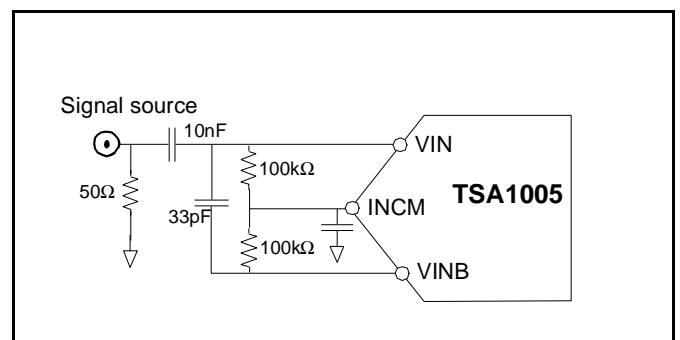 Signal source
10nF
VIN
100kΩ
50Ω
TSA1005
INCM
33pF
100kΩ
VINB